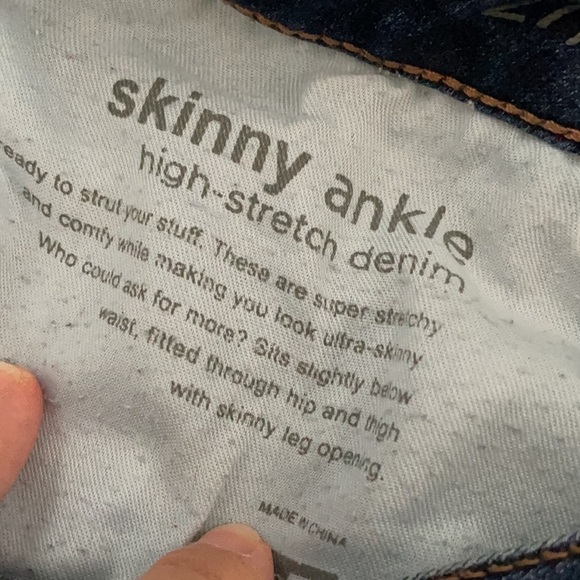 skinny ankle
high-stretch denim
eady to strut your stuff. These are super stretchy
and comfy while making you look ultra-skinny
Who could ask for more? Sits slightly below
waist, fitted through hip and thigh
with skinny leg opening.
MADE IN CHINA